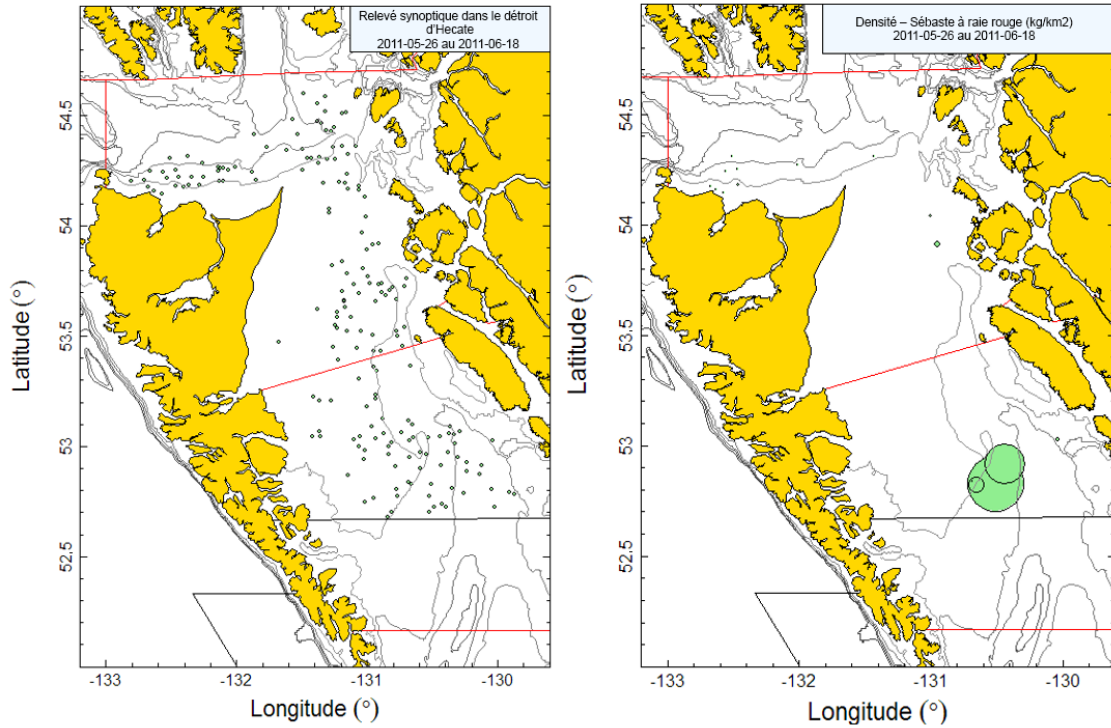 Relevé synoptique dans le détroit
d'Hecate
2011-05-26 au 2011-06-18
Latitude (°)
54.5
54
53.5
53
52.5
-133
-132
-131
-130
Longitude (°)
Densité – Sébaste à raie rouge (kg/km2)
2011-05-26 au 2011-06-18
Latitude (°)
54.5
54
53.5
53
52.5
-133
-132
-131
-130
Longitude (°)